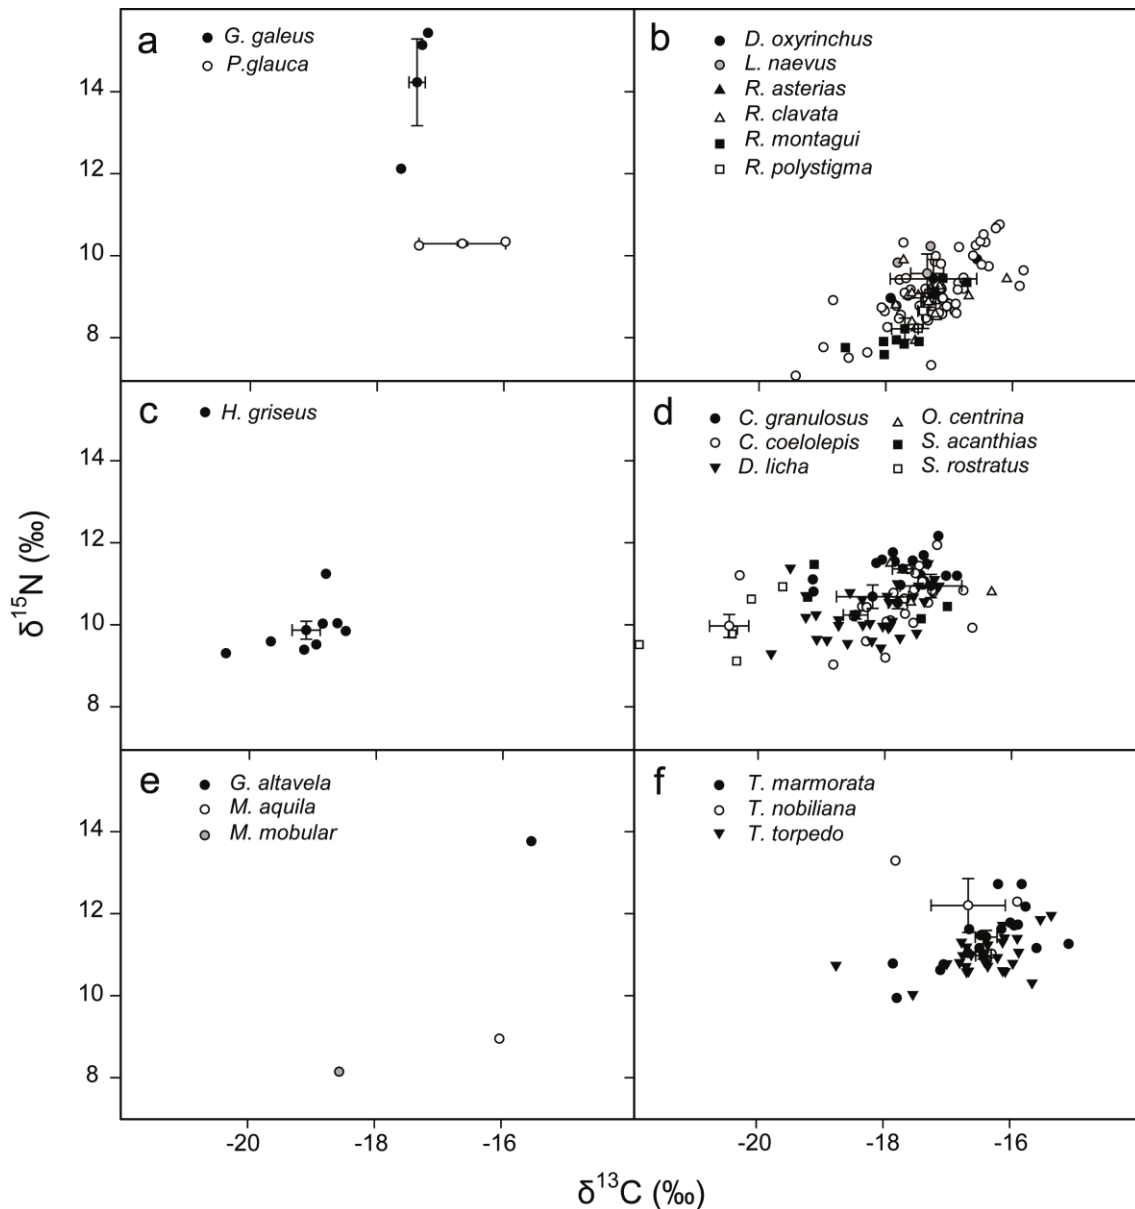 a
G. galeus
P.glauca
14
12
10
8
b
D. oxyrinchus
L. naevus
R. asterias
R. clavata
R. montagui
R. polystigma
c
H. griseus
14
12
10
8
d
C. granulosus
C. coelolepis
D. licha
O. centrina
S. acanthias
S. rostratus
δ15N (‰)
e
G. altavela
M. aquila
M. mobular
14
12
10
8
f
T. marmorata
T. nobiliana
T. torpedo
-20 -18 -16
-20 -18 -16
δ13C (‰)